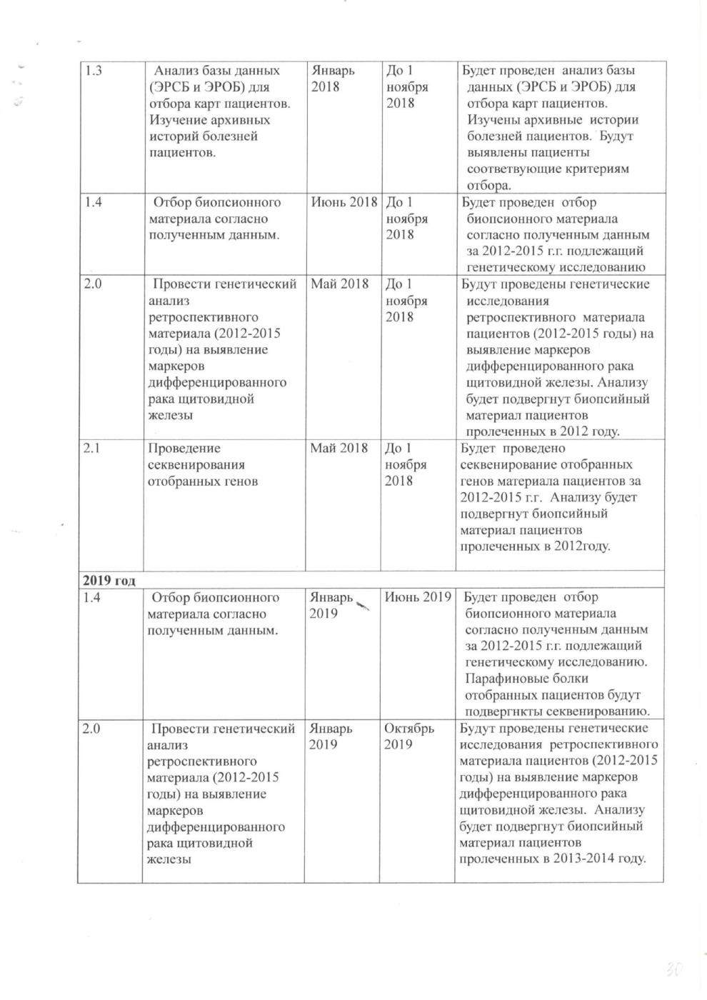 1.3
Анализ базы данных
(ЭРСБ и ЭРОБ) для
отбора карт пациентов.
Изучение архивных
историй болезней
пациентов.
Январь
2018
До 1
ноября
2018
Будет проведен анализ базы
данных (ЭРСБ и ЭРОБ) для
отбора карт пациентов.
Изучены архивные истории
болезней пациентов. Будут
выявлены пациенты
соответвующие критериям
отбора.
1.4
Отбор биопсионного
материала согласно
полученным данным.
Июнь 2018
До 1
ноября
2018
Будет проведен отбор
биопсионного материала
согласно полученным данным
за 2012-2015 г.г. подлежащий
генетическому исследованию
2.0
Провести генетический
анализ
ретроспективного
материала (2012-2015
годы) на выявление
маркеров
дифференцированного
рака щитовидной
железы
Май 2018
До 1
ноября
2018
Будут проведены генетические
исследования
ретроспективного материала
пациентов (2012-2015 годы) на
выявление маркеров
дифференцированного рака
щитовидной железы. Анализу
будет подвергнут биопсийный
материал пациентов
пролеченных в 2012 году.
2.1
Проведение
секвенирования
отобранных генов
Май 2018
До 1
ноября
2018
Будет проведено
секвенирование отобранных
генов материала пациентов за
2012-2015 г.г. Анализу будет
подвергнут биопсийный
материал пациентов
пролеченных в 2012году.
2019 год
1.4
Отбор биопсионного
материала согласно
полученным данным.
Январь
2019
Июнь 2019
Будет проведен отбор
биопсионного материала
согласно полученным данным
за 2012-2015 г.г. подлежащий
генетическому исследованию.
Парафиновые болки
отобранных пациентов будут
подвергнкты секвенированию.
2.0
Провести генетический
анализ
ретроспективного
материала (2012-2015
годы) на выявление
маркеров
дифференцированного
рака щитовидной
железы
Январь
2019
Октябрь
2019
Будут проведены генетические
исследования ретроспективного
материала пациентов (2012-2015
годы) на выявление маркеров
дифференцированного рака
щитовидной железы. Анализу
будет подвергнут биопсийный
материал пациентов
пролеченных в 2013-2014 году.
30